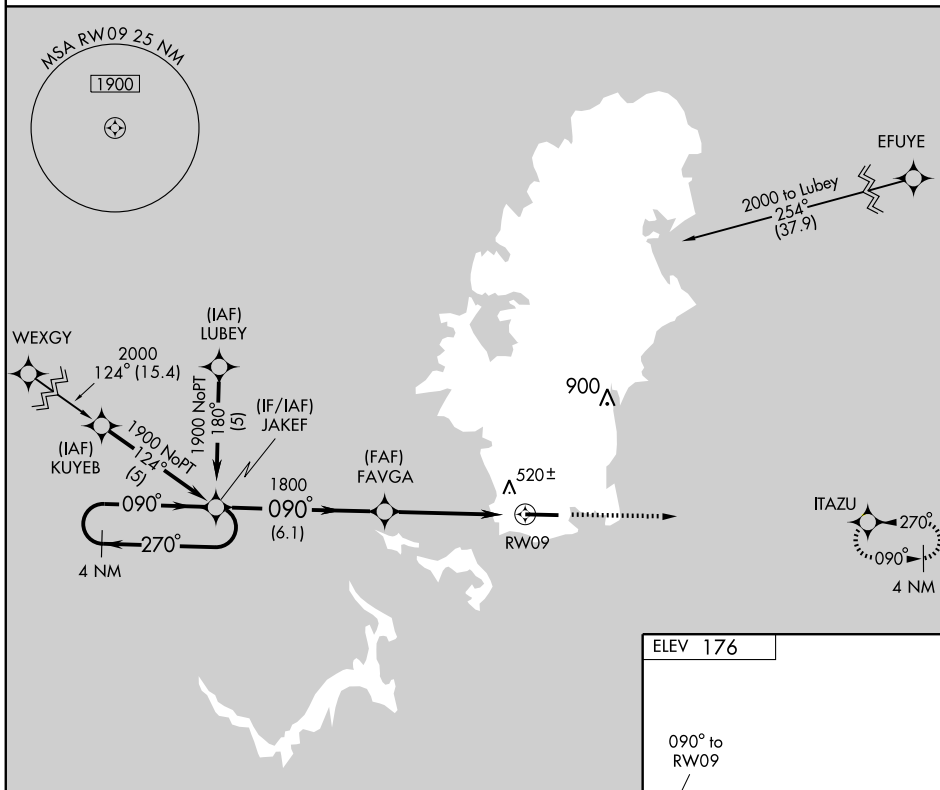 MSA RW09 25 NM
1900
EFUYE
2000 to Lubey
254°
(37.9)
(IAF)
LUBEY
WEXGY
2000
124° (15.4)
(IF/IAF)
JAKEF
1900 NoPT
180°
(5)
900
(IAF)
KUYEB
1900 NoPT
124°
(5)
(FAF)
FAVGA
520±
1800
090°
090°
(6.1)
RW09
ITAZU
270°
090°
4 NM
270°
4 NM
ELEV 176
090° to
RW09